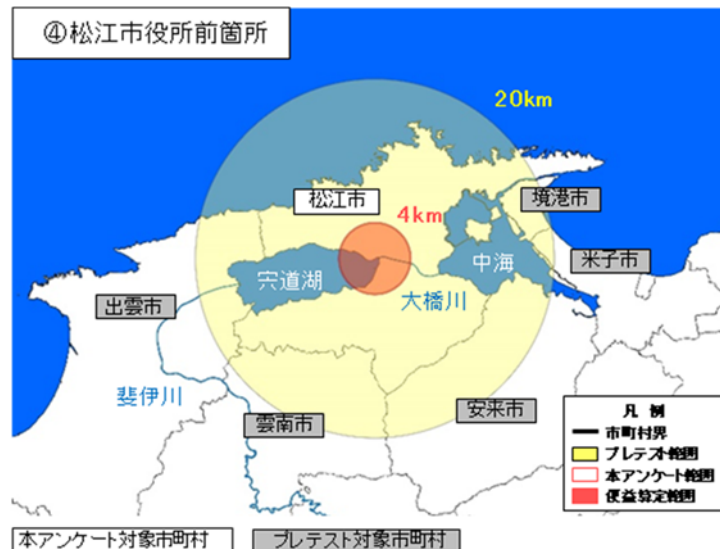 ④松江市役所前箇所
20km
松江市
境港市
4km
米子市
宍道湖
中海
出雲市
大橋川
斐伊川
雲南市
安来市
凡 例
市町村界
プレテスト範囲
本アンケート範囲
便益算定範囲
本アンケート対象市町村
プレテスト対象市町村